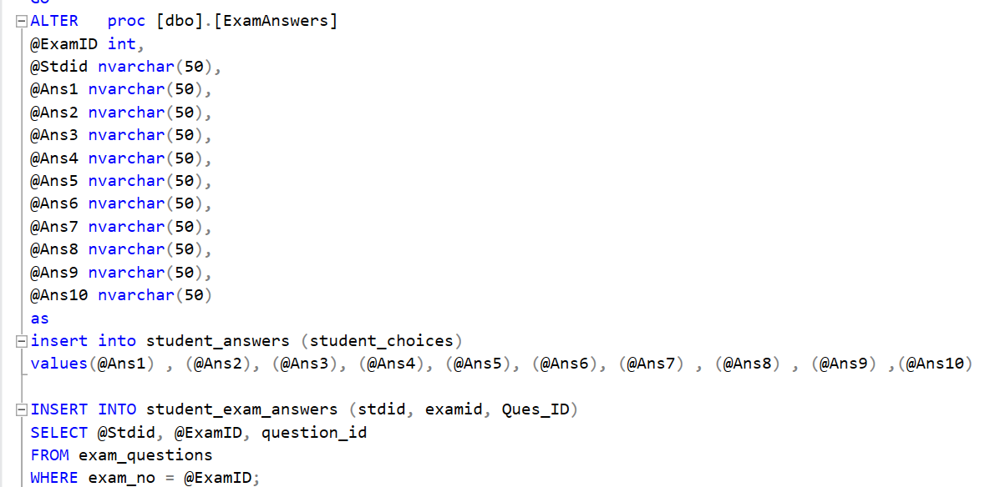 GO
ALTER   proc [dbo].[ExamAnswers]
@ExamID int,
@Stdid nvarchar(50),
@Ans1 nvarchar(50),
@Ans2 nvarchar(50),
@Ans3 nvarchar(50),
@Ans4 nvarchar(50),
@Ans5 nvarchar(50),
@Ans6 nvarchar(50),
@Ans7 nvarchar(50),
@Ans8 nvarchar(50),
@Ans9 nvarchar(50),
@Ans10 nvarchar(50)
as
insert into student_answers (student_choices)
values(@Ans1) , (@Ans2), (@Ans3), (@Ans4), (@Ans5), (@Ans6), (@Ans7) , (@Ans8) , (@Ans9) ,(@Ans10)
INSERT INTO student_exam_answers (stdid, examid, Ques_ID)
SELECT @Stdid, @ExamID, question_id
FROM exam_questions
WHERE exam_no = @ExamID;